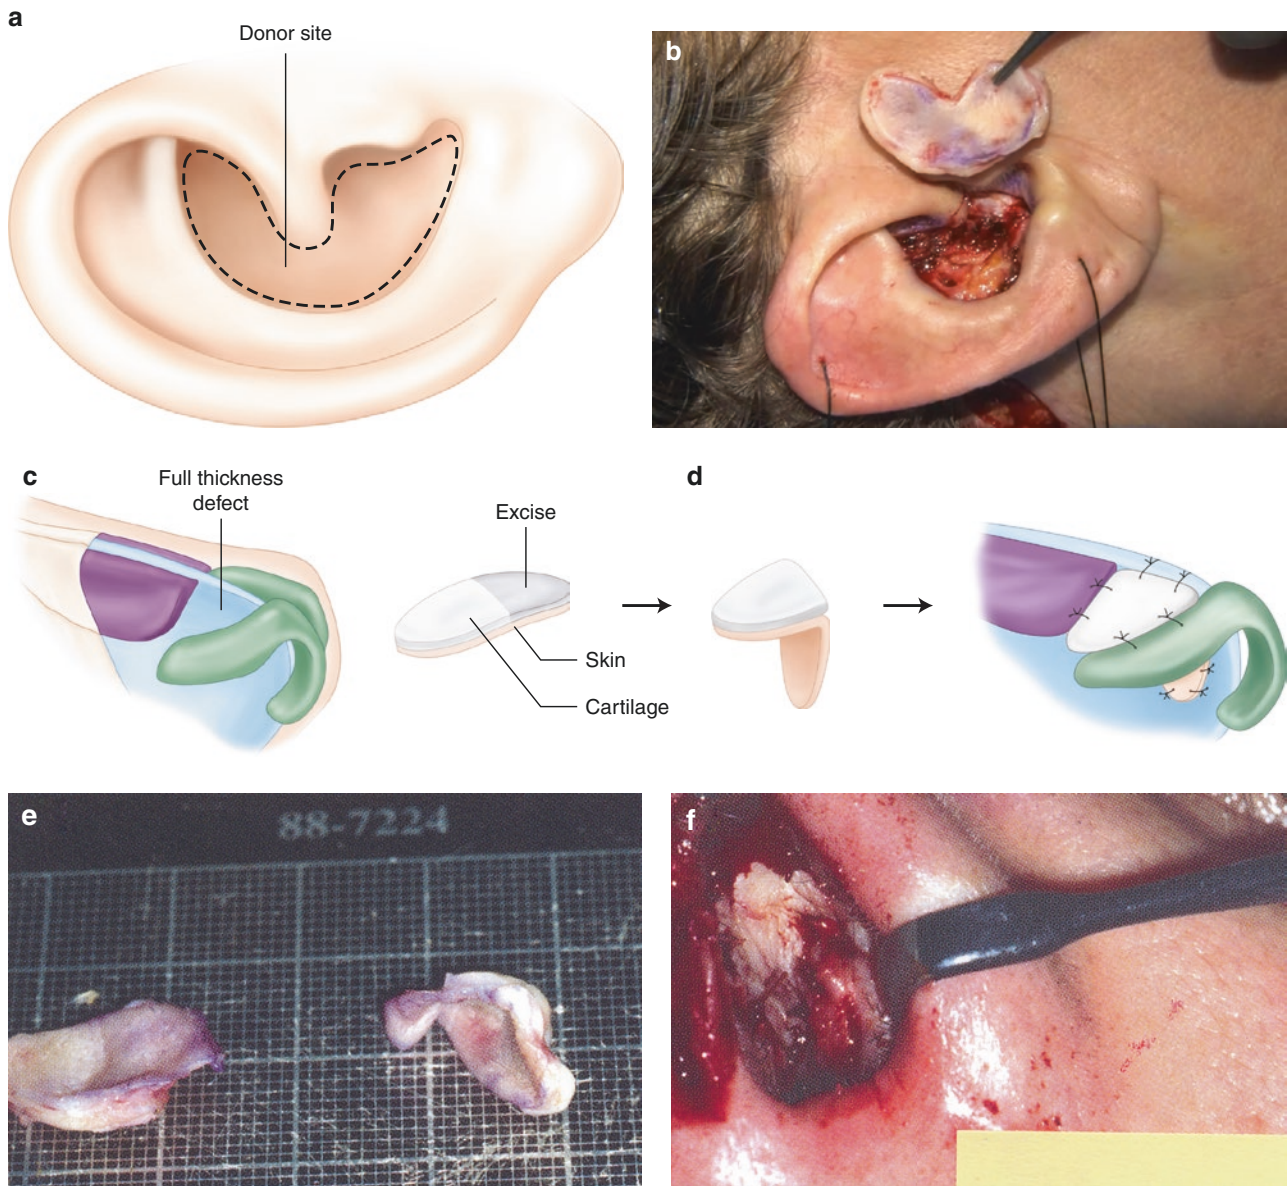 a
Donor site
b
c
Full thickness
defect
Excise
Skin
Cartilage
d
e
88-7224
f